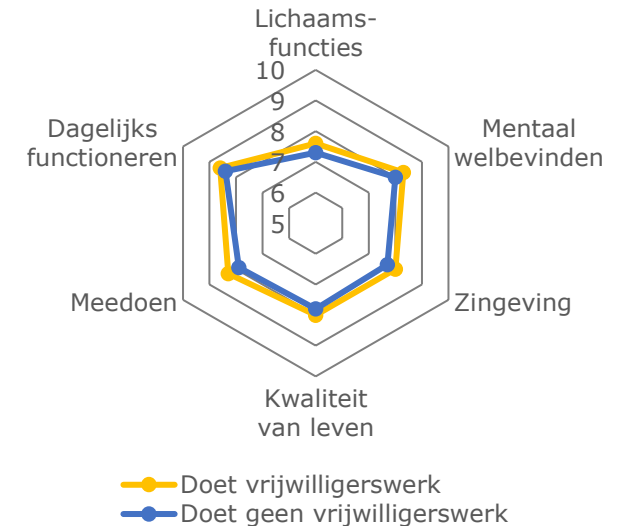 Lichaams-
functies
10
9
8
7
6
5
Mentaal
welbevinden
Zingeving
Kwaliteit
van leven
Meedoen
Dagelijks
functioneren
Doet vrijwilligerswerk
Doet geen vrijwilligerswerk